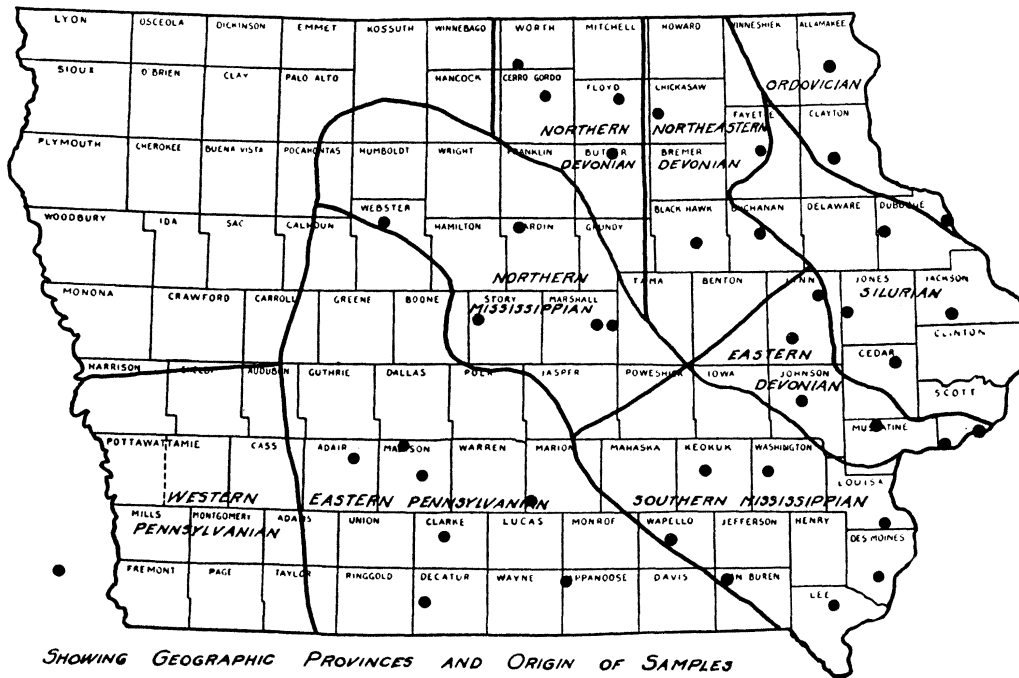 LYON OSCEOLA DICKINSON EMMET KOSSUTH WINNEBAGO WORTH MITCHELL HOWARD WINNESHIEK ALLAMAKEE
SIOUX O'BRIEN CLAY PALO ALTO HANCOCK CERRO GORDO FLOYD CHICKASAW ORDOVICIAN
FAYETTE CLAYTON
NORTHERN NORTHEASTERN
PLYMOUTH CHEROKEE BUENA VISTA POCAHONTAS HUMBOLDT WRIGHT FRANKLIN BUTLER BREMER
DEVONIAN DEVONIAN
WEBSTER BLACK HAWK BUCHANAN DELAWARE DUBUQUE
WOODBURY IDA SAC CALHOUN HAMILTON HARDIN GRUNDY
NORTHERN TAMA BENTON LINN JONES JACKSON
MONONA CRAWFORD CARROLL GREENE BOONE STORY MARSHALL SILURIAN
MISSISSIPPIAN
CLINTON
EASTERN CEDAR
HARRISON SHELBY AUDUBON GUTHRIE DALLAS POLK JASPER POWESHIEK IOWA JOHNSON
DEVONIAN
SCOTT
MUSCATINE
POTTAWATTAMIE CASS ADAIR MADISON WARREN MARION MAHASKA KEOKUK WASHINGTON
LOUISA
WESTERN EASTERN PENNSYLVANIAN SOUTHERN MISSISSIPPIAN
MILLS MONTGOMERY ADAMS UNION CLARKE LUCAS MONROE WAPELLO JEFFERSON HENRY
PENNSYLVANIAN
DES MOINES
FREMONT PAGE TAYLOR RINGGOLD DECATUR WAYNE APPANOOSE DAVIS VAN BUREN
LEE
SHOWING GEOGRAPHIC PROVINCES AND ORIGIN OF SAMPLES